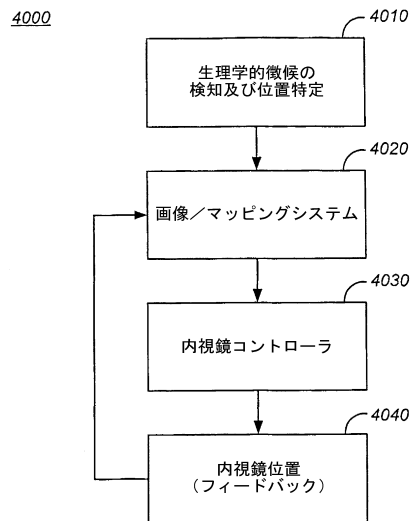 4000
4010
生理学的徴候の
検知及び位置特定
4020
画像／マッピングシステム
4030
内視鏡コントローラ
4040
内視鏡位置
（フィードバック）